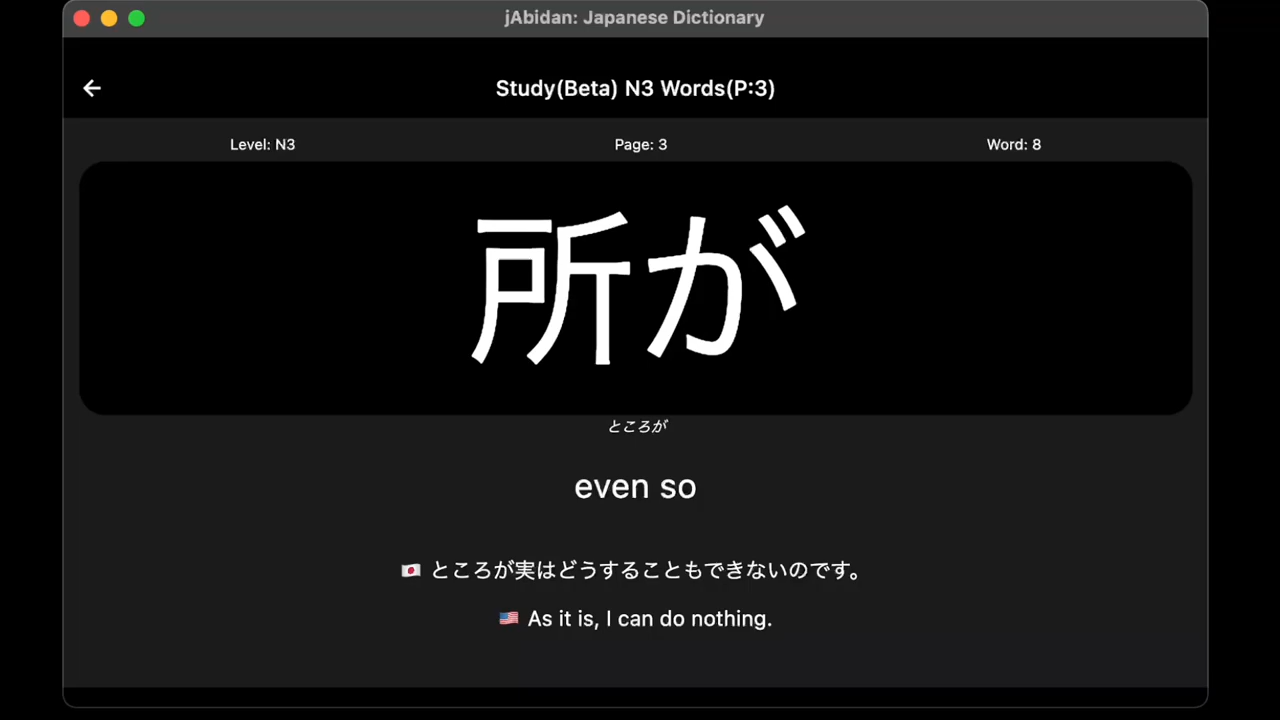 jAbidan: Japanese Dictionary
Study(Beta) N3 Words(P:3)
Level: N3
Page: 3
Word: 8
所が
ところが
even so
🇯🇵 ところが実はどうすることもできないのです。
🇺🇸 As it is, I can do nothing.